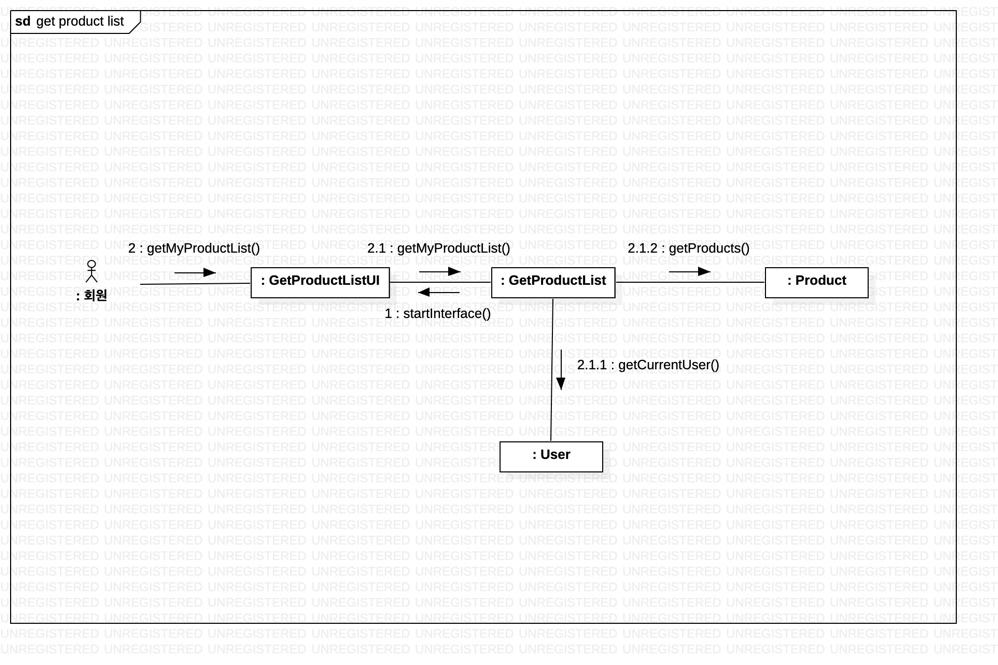 sd get product list
2 : getMyProductList()
2.1 : getMyProductList()
2.1.2 : getProducts()
: 회원
: GetProductListUI
: GetProductList
: Product
1 : startInterface()
2.1.1 : getCurrentUser()
: User
UNREGISTERED